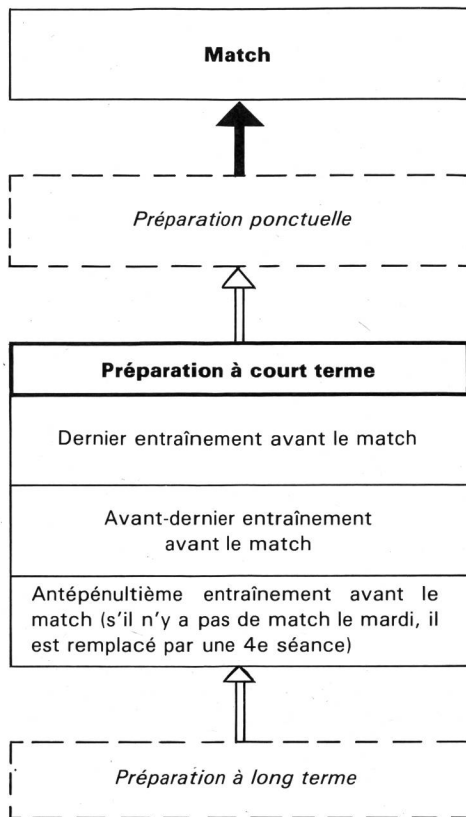 Match
Préparation ponctuelle
Préparation à court terme
Dernier entraînement avant le match
Avant-dernier entraînement
avant le match
Antépénultième entraînement avant le
match (s'il n'y a pas de match le mardi, il
est remplacé par une 4e séance)
Préparation à long terme